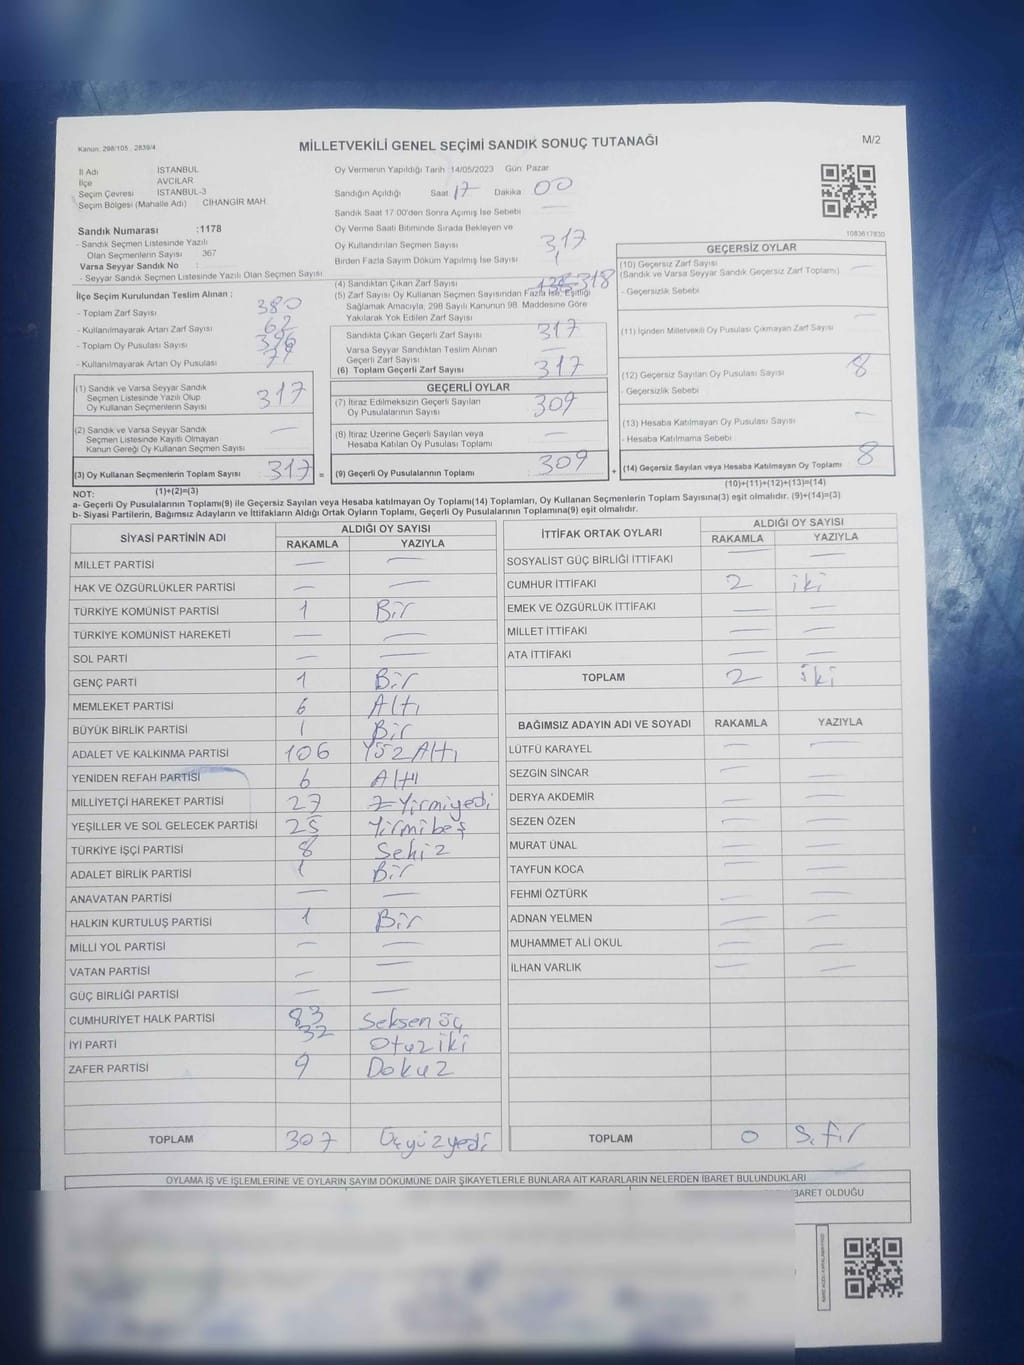 Kanun: 298/105 2839/4
MİLLETVEKİLİ GENEL SEÇİMİ SANDIK SONUÇ TUTANAĞI
M/2
İl Adı İSTANBUL
İlçe AVCILAR
Seçim Çevresi İSTANBUL-3
Seçim Bölgesi (Mahalle Adı) CİHANGİR MAH.
Sandık Numarası :1178
- Sandık Seçmen Listesinde Yazılı
Olan Seçmenlerin Sayısı 367
Varsa Seyyar Sandık No :
- Seyyar Sandık Seçmen Listesinde Yazılı Olan Seçmen Sayısı
İlçe Seçim Kurulundan Teslim Alınan :
- Toplam Zarf Sayısı 380
- Kullanılmayarak Artan Zarf Sayısı 62
- Toplam Oy Pusulası Sayısı 396
- Kullanılmayarak Artan Oy Pusulası 79
Oy Vermenin Yapıldığı Tarih 14/05/2023 Gün Pazar
Sandığın Açıldığı Saat 17 Dakika 00
Sandık Saat 17 00'den Sonra Açılmış İse Sebebi —
Oy Verme Saati Bitiminde Sırada Bekleyen ve
Oy Kullandırılan Seçmen Sayısı 317
Birden Fazla Sayım Döküm Yapılmış İse Sayısı 1
(4) Sandıktan Çıkan Zarf Sayısı 318
(5) Zarf Sayısı Oy Kullanan Seçmen Sayısından Fazla İse, Eşitliği
Sağlamak Amacıyla, 298 Sayılı Kanunun 98. Maddesine Göre
Yakılarak Yok Edilen Zarf Sayısı
Sandıkta Çıkan Geçerli Zarf Sayısı 317
Varsa Seyyar Sandıktan Teslim Alınan
Geçerli Zarf Sayısı —
(6) Toplam Geçerli Zarf Sayısı 317
1083617830
GEÇERSİZ OYLAR
(10) Geçersiz Zarf Sayısı —
(Sandık ve Varsa Seyyar Sandık Geçersiz Zarf Toplamı)
- Geçersizlik Sebebi
(11) İçinden Milletvekili Oy Pusulası Çıkmayan Zarf Sayısı —
(12) Geçersiz Sayılan Oy Pusulası Sayısı 8
- Geçersizlik Sebebi
(13) Hesaba Katılmayan Oy Pusulası Sayısı —
- Hesaba Katılmama Sebebi
(14) Geçersiz Sayılan veya Hesaba Katılmayan Oy Toplamı 8
(10)+(11)+(12)+(13)=(14)
(1) Sandık ve Varsa Seyyar Sandık
Seçmen Listesinde Yazılı Olup
Oy Kullanan Seçmenlerin Sayısı 317
(2) Sandık ve Varsa Seyyar Sandık
Seçmen Listesinde Kayıtlı Olmayan
Kanun Gereği Oy Kullanan Seçmen Sayısı —
(3) Oy Kullanan Seçmenlerin Toplam Sayısı 317 =
(1)+(2)=(3)
GEÇERLİ OYLAR
(7) İtiraz Edilmeksizin Geçerli Sayılan
Oy Pusulalarının Sayısı 309
(8) İtiraz Üzerine Geçerli Sayılan veya
Hesaba Katılan Oy Pusulası Toplamı —
(9) Geçerli Oy Pusulalarının Toplamı 309 +
NOT:
a- Geçerli Oy Pusulalarının Toplamı(9) ile Geçersiz Sayılan veya Hesaba katılmayan Oy Toplamı(14) Toplamları, Oy Kullanan Seçmenlerin Toplam Sayısına(3) eşit olmalıdır. (9)+(14)=(3)
b- Siyasi Partilerin, Bağımsız Adayların ve İttifakların Aldığı Ortak Oyların Toplamı, Geçerli Oy Pusulalarının Toplamına(9) eşit olmalıdır.
SİYASİ PARTİNİN ADI ALDIĞI OY SAYISI
RAKAMLA YAZIYLA
MİLLET PARTİSİ — —
HAK VE ÖZGÜRLÜKLER PARTİSİ — —
TÜRKİYE KOMÜNİST PARTİSİ 1 Bir
TÜRKİYE KOMÜNİST HAREKETİ — —
SOL PARTİ — —
GENÇ PARTİ 1 Bir
MEMLEKET PARTİSİ 6 Altı
BÜYÜK BİRLİK PARTİSİ 1 Bir
ADALET VE KALKINMA PARTİSİ 106 Yüz Altı
YENİDEN REFAH PARTİSİ 6 Altı
MİLLİYETÇİ HAREKET PARTİSİ 27 Yirmiyedi
YEŞİLLER VE SOL GELECEK PARTİSİ 25 Yirmibeş
TÜRKİYE İŞÇİ PARTİSİ 8 Sekiz
ADALET BİRLİK PARTİSİ 1 Bir
ANAVATAN PARTİSİ — —
HALKIN KURTULUŞ PARTİSİ 1 Bir
MİLLİ YOL PARTİSİ — —
VATAN PARTİSİ — —
GÜÇ BİRLİĞİ PARTİSİ — —
CUMHURİYET HALK PARTİSİ 83 Seksen üç
İYİ PARTİ 32 Otuz iki
ZAFER PARTİSİ 9 Dokuz
TOPLAM 307 Üçyüzyedi
İTTİFAK ORTAK OYLARI ALDIĞI OY SAYISI
RAKAMLA YAZIYLA
SOSYALİST GÜÇ BİRLİĞİ İTTİFAKI — —
CUMHUR İTTİFAKI 2 iki
EMEK VE ÖZGÜRLÜK İTTİFAKI — —
MİLLET İTTİFAKI — —
ATA İTTİFAKI — —
TOPLAM 2 iki
BAĞIMSIZ ADAYIN ADI VE SOYADI RAKAMLA YAZIYLA
LÜTFÜ KARAYEL — —
SEZGİN SİNCAR — —
DERYA AKDEMİR — —
SEZEN ÖZEN — —
MURAT ÜNAL — —
TAYFUN KOCA — —
FEHMİ ÖZTÜRK — —
ADNAN YELMEN — —
MUHAMMET ALİ OKUL — —
İLHAN VARLIK — —
TOPLAM 0 Sıfır
OYLAMA İŞ VE İŞLEMLERİNE VE OYLARIN SAYIM DÖKÜMÜNE DAİR ŞİKAYETLERLE BUNLARA AİT KARARLARIN NELERDEN İBARET BULUNDUKLARI
İBARET OLDUĞU